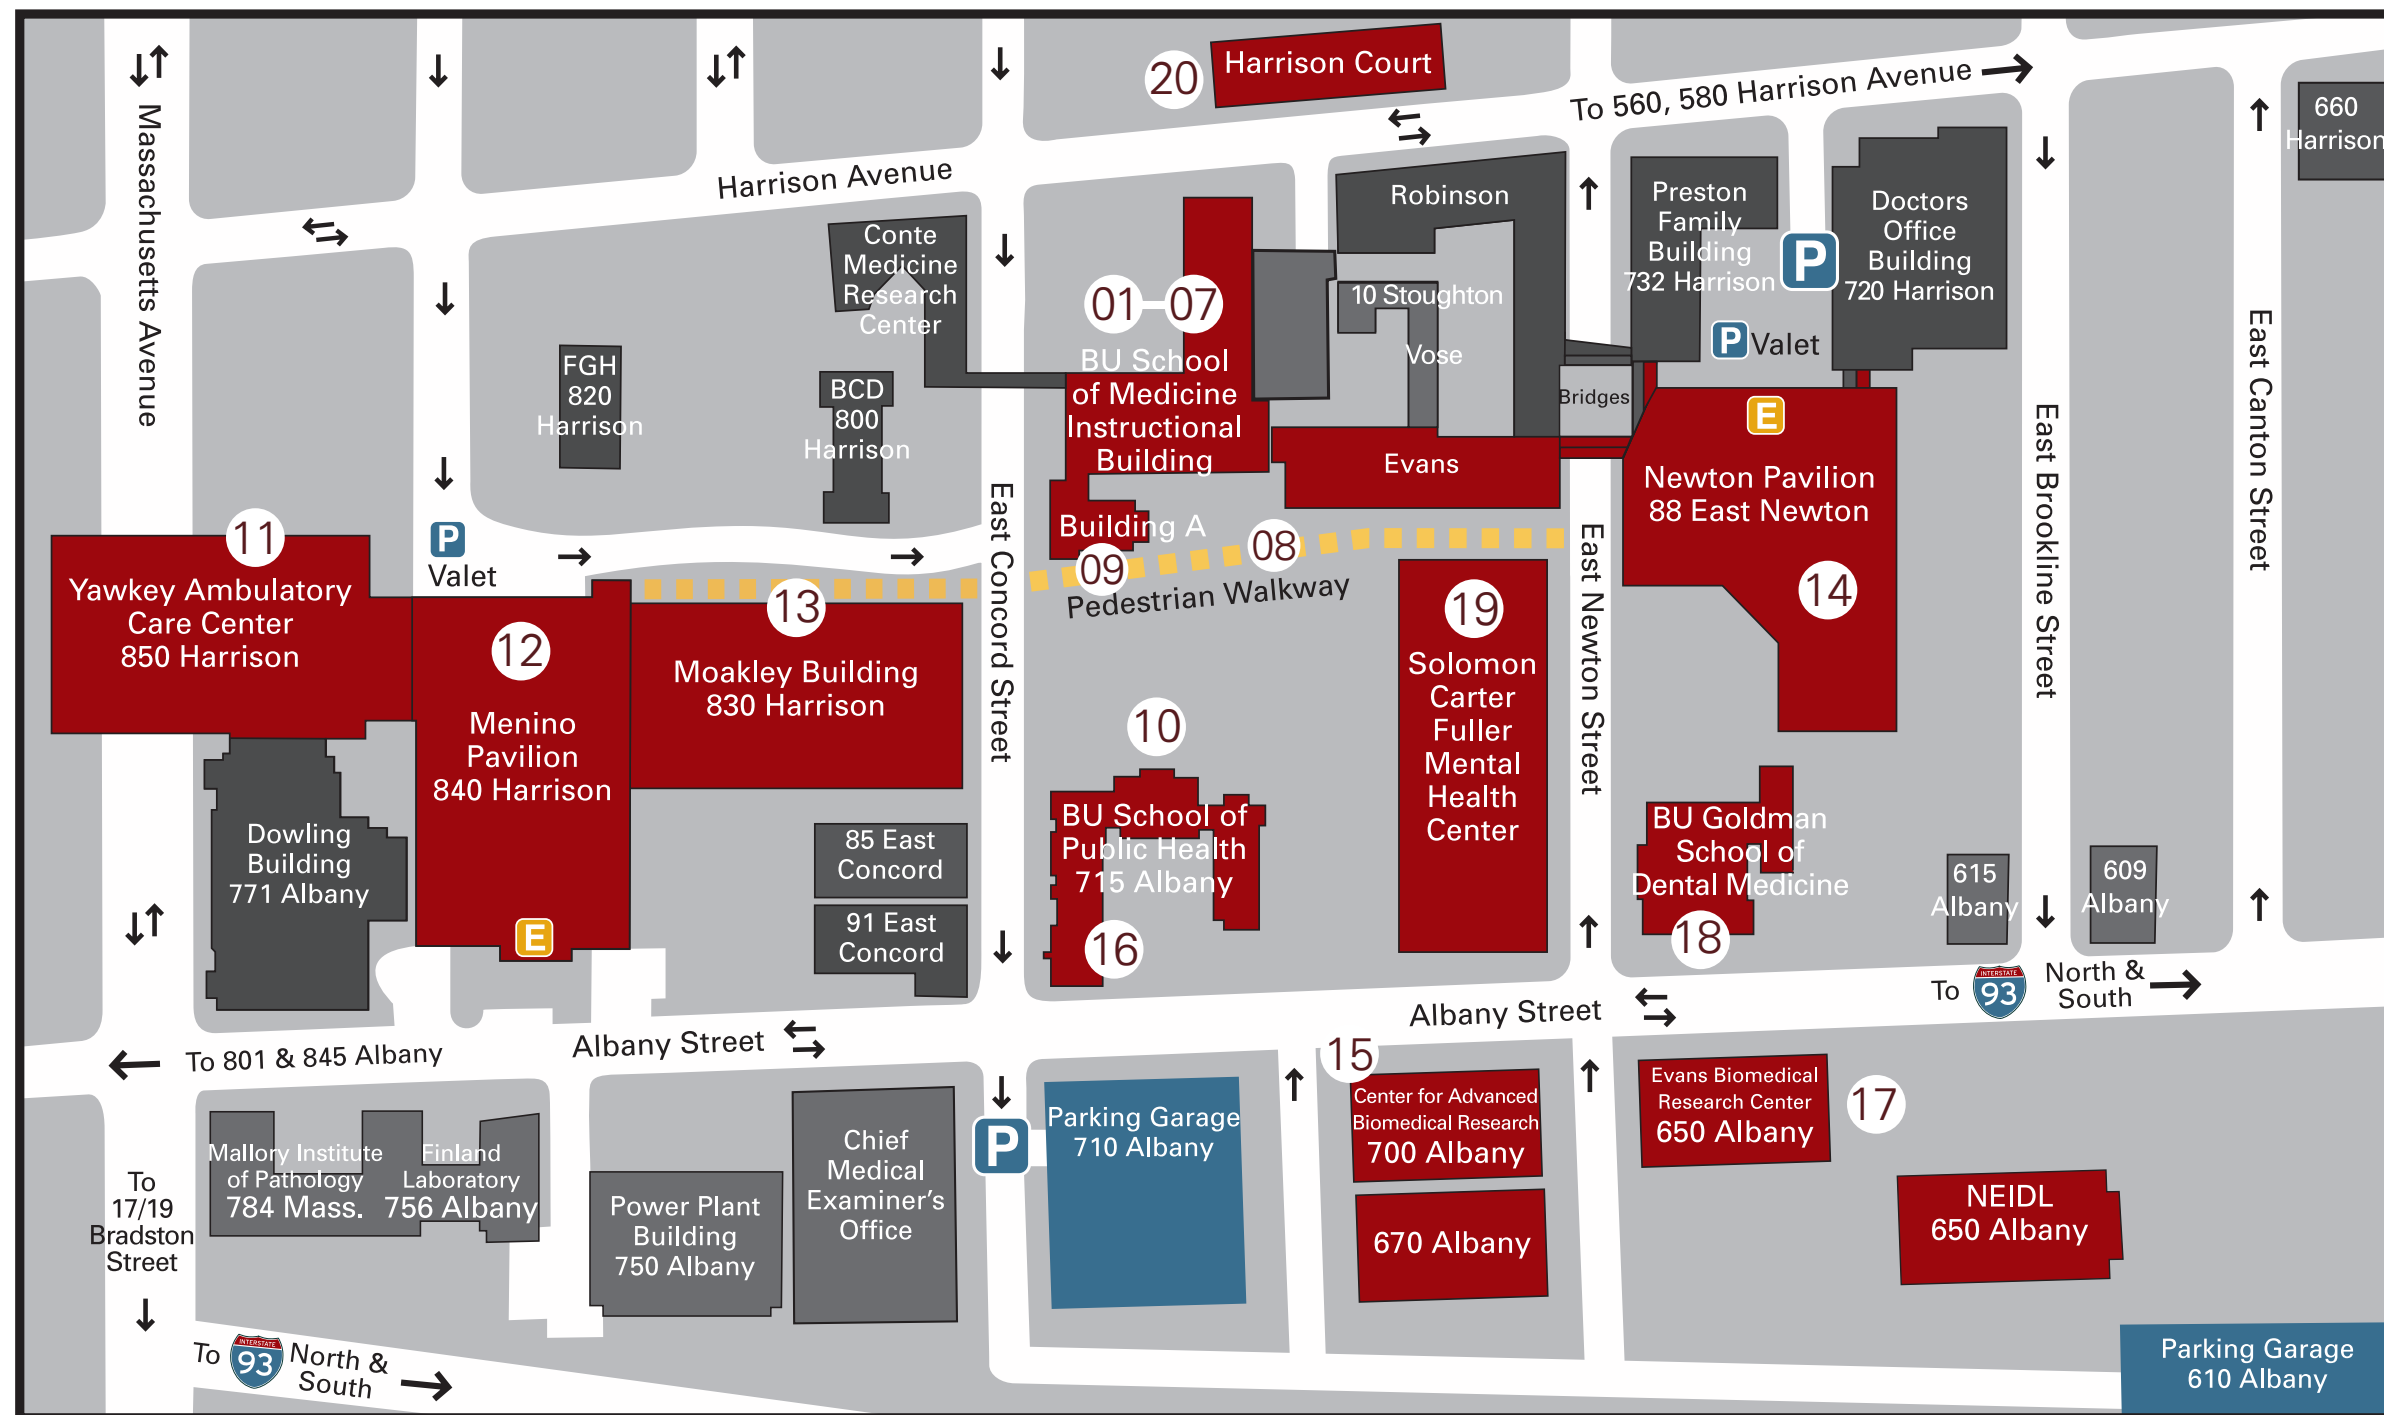 20
Harrison Court
To 560, 580 Harrison Avenue
660
Harrison
Massachusetts Avenue
Harrison Avenue
Conte
Medicine
Research
Center
Robinson
Preston
Family
Building
732 Harrison
P
Doctors
Office
Building
720 Harrison
01
07
10 Stoughton
Vose
Bridges
P
Valet
FGH
820
Harrison
BCD
800
Harrison
BU School
of Medicine
Instructional
Building
Evans
E
Newton Pavilion
88 East Newton
14
East Canton Street
East Brookline Street
East Concord Street
East Newton Street
Building A
09
08
Pedestrian Walkway
11
Yawkey Ambulatory
Care Center
850 Harrison
P
Valet
12
Menino
Pavilion
840 Harrison
E
13
Moakley Building
830 Harrison
19
Solomon
Carter
Fuller
Mental
Health
Center
10
BU School of
Public Health
715 Albany
16
Dowling
Building
771 Albany
85 East
Concord
91 East
Concord
BU Goldman
School of
Dental Medicine
18
615
Albany
609
Albany
To
INTERSTATE
93
North &
South
Albany Street
Albany Street
To 801 & 845 Albany
15
Center for Advanced
Biomedical Research
700 Albany
670 Albany
Evans Biomedical
Research Center
650 Albany
17
NEIDL
650 Albany
P
Parking Garage
710 Albany
Chief
Medical
Examiner's
Office
Power Plant
Building
750 Albany
Mallory Institute
of Pathology
784 Mass.
Finland
Laboratory
756 Albany
To
17/19
Bradston
Street
To
INTERSTATE
93
North &
South
Parking Garage
610 Albany